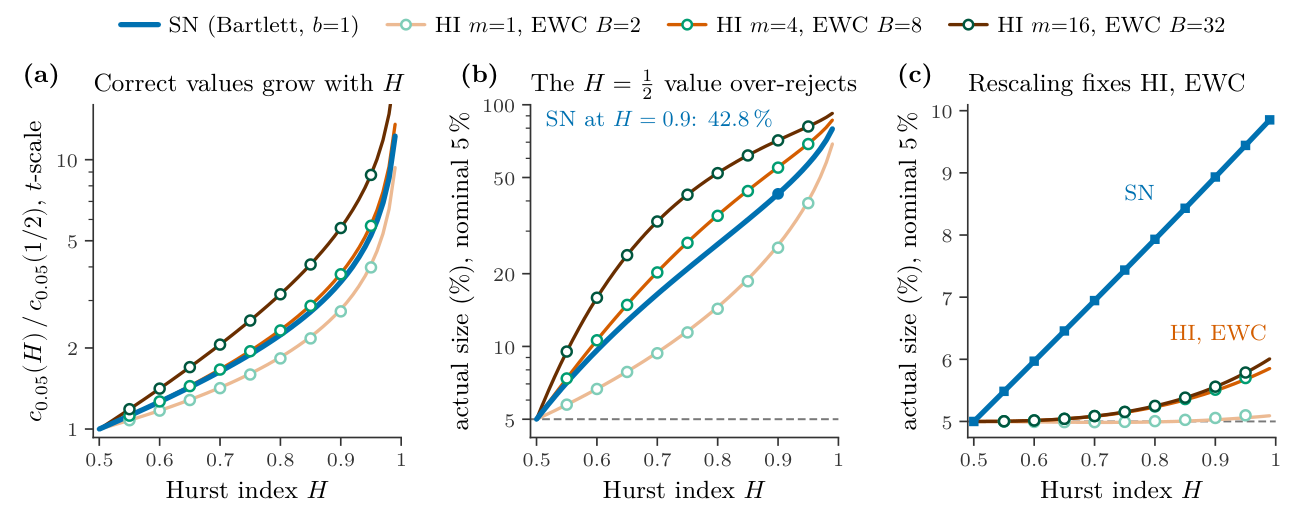 SN (Bartlett, b=1) HI m=1, EWC B=2 HI m=4, EWC B=8 HI m=16, EWC B=32
(a) Correct values grow with H
c0.05(H) / c0.05(1/2), t-scale
10
5
2
1
0.5 0.6 0.7 0.8 0.9 1
Hurst index H
(b) The H = 1/2 value over-rejects
actual size (%), nominal 5 %
SN at H = 0.9: 42.8 %
100
50
20
10
5
0.5 0.6 0.7 0.8 0.9 1
Hurst index H
(c) Rescaling fixes HI, EWC
actual size (%), nominal 5 %
10
9
8
7
6
5
SN
HI, EWC
0.5 0.6 0.7 0.8 0.9 1
Hurst index H